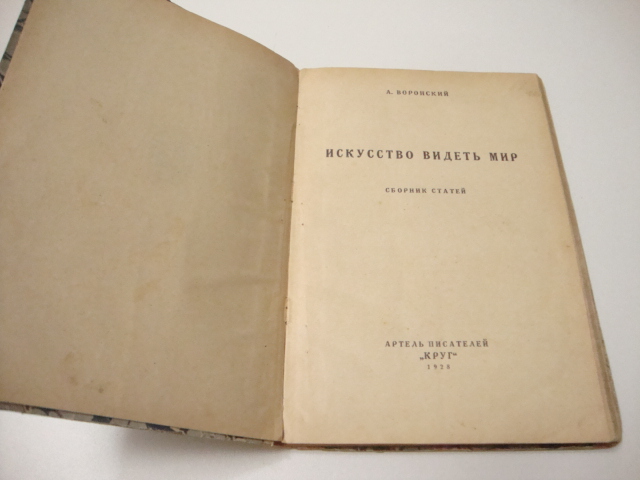 А. ВОРОНСКИЙ
ИСКУССТВО ВИДЕТЬ МИР
СБОРНИК СТАТЕЙ
АРТЕЛЬ ПИСАТЕЛЕЙ
„КРУГ“
1928